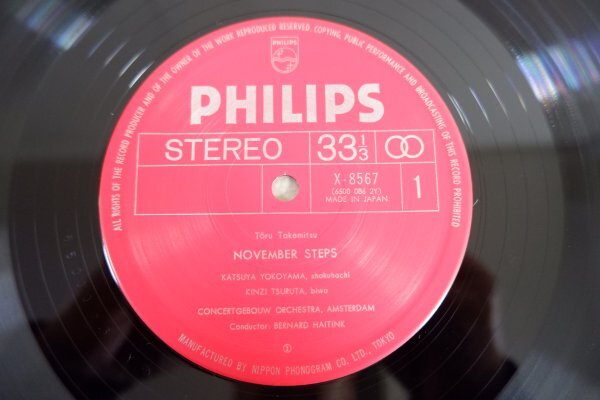 ALL RIGHTS OF THE RECORD PRODUCER AND OF THE OWNER OF THE WORK REPRODUCED RESERVED. COPYING, PUBLIC PERFORMANCE AND BROADCASTING OF THIS RECORD PROHIBITED
PHILIPS
PHILIPS
STEREO 33 1/3
X-8567
(6500 086 2Y)
MADE IN JAPAN
1
Tōru Takemitsu
NOVEMBER STEPS
KATSUYA YOKOYAMA, shakuhachi
KINZI TSURUTA, biwa
CONCERTGEBOUW ORCHESTRA, AMSTERDAM
Conductor: BERNARD HAITINK
MANUFACTURED BY NIPPON PHONOGRAM CO. LTD., TOKYO